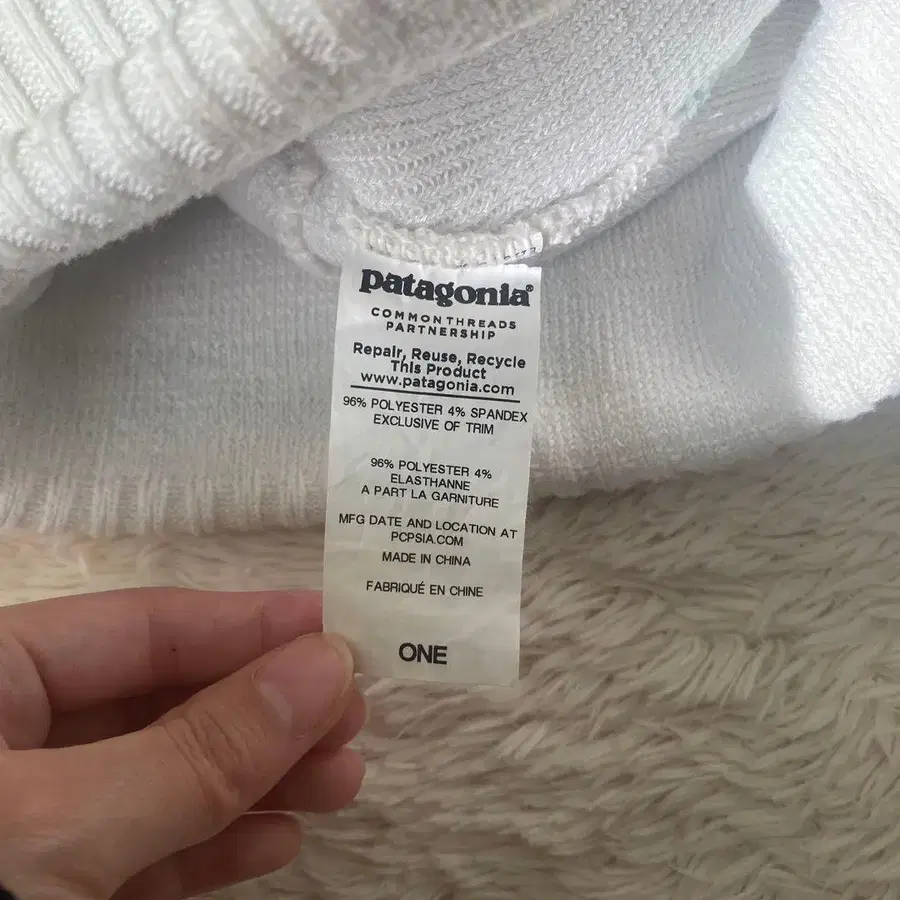 patagonia®
COMMON THREADS
PARTNERSHIP
Repair, Reuse, Recycle
This Product
www.patagonia.com
96% POLYESTER 4% SPANDEX
EXCLUSIVE OF TRIM
96% POLYESTER 4%
ELASTHANNE
A PART LA GARNITURE
MFG DATE AND LOCATION AT
PCPSIA.COM
MADE IN CHINA
FABRIQUÉ EN CHINE
ONE